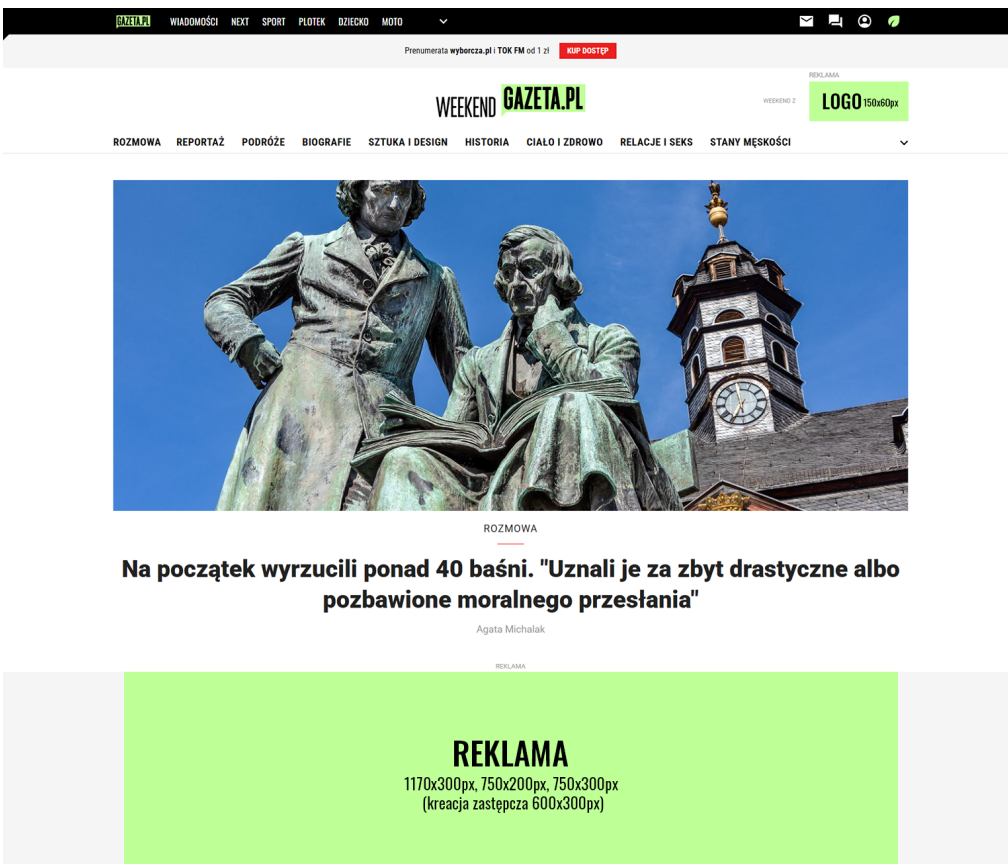 GAZETA.PL WIADOMOŚCI NEXT SPORT PLOTEK DZIECKO MOTO
Prenumerata wyborcza.pl i TOK FM od 1 zł KUP DOSTĘP
REKLAMA
WEEKEND GAZETA.PL
WEEKEND Z
LOGO 150x60px
ROZMOWA REPORTAŻ PODRÓŻE BIOGRAFIE SZTUKA I DESIGN HISTORIA CIAŁO I ZDROWO RELACJE I SEKS STANY MĘSKOŚCI
ROZMOWA
Na początek wyrzucili ponad 40 baśni. "Uznali je za zbyt drastyczne albo
pozbawione moralnego przesłania"
Agata Michalak
REKLAMA
REKLAMA
1170x300px, 750x200px, 750x300px
(kreacja zastępcza 600x300px)